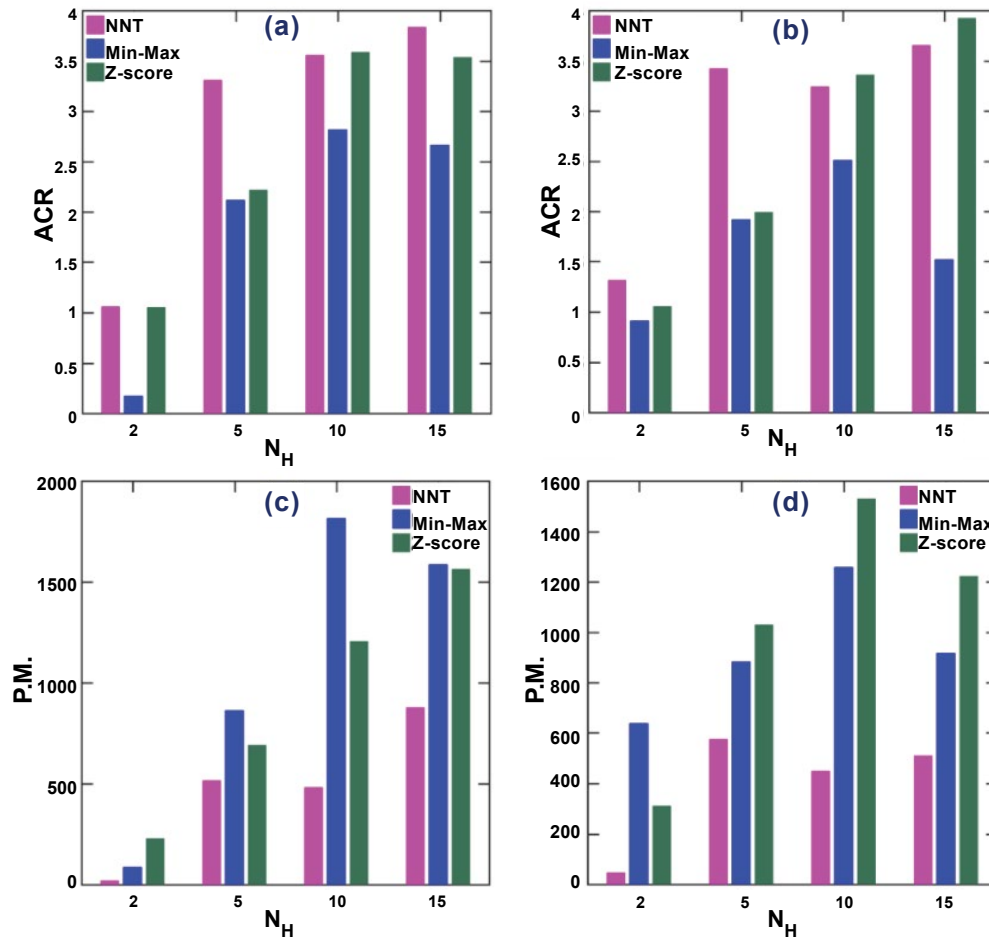 (a)
NNT
Min-Max
Z-score
4
3.5
3
2.5
2
1.5
1
0.5
0
ACR
2 5 10 15
N_H
(b)
NNT
Min-Max
Z-score
4
3.5
3
2.5
2
1.5
1
0.5
0
ACR
2 5 10 15
N_H
(c)
NNT
Min-Max
Z-score
2000
1500
1000
500
0
P.M.
2 5 10 15
N_H
(d)
NNT
Min-Max
Z-score
1600
1400
1200
1000
800
600
400
200
0
P.M.
2 5 10 15
N_H